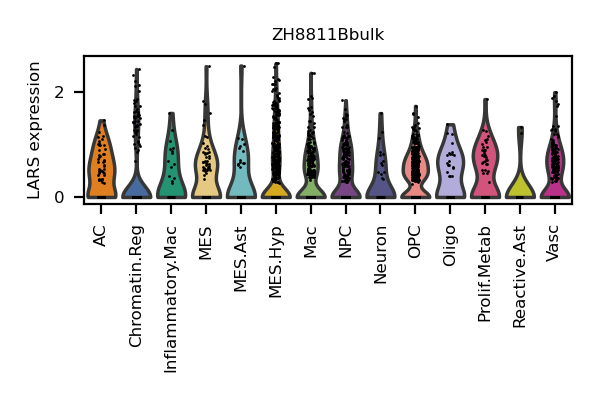 ZH8811Bbulk
LARS expression
2
0
AC
Chromatin.Reg
Inflammatory.Mac
MES
MES.Ast
MES.Hyp
Mac
NPC
Neuron
OPC
Oligo
Prolif.Metab
Reactive.Ast
Vasc